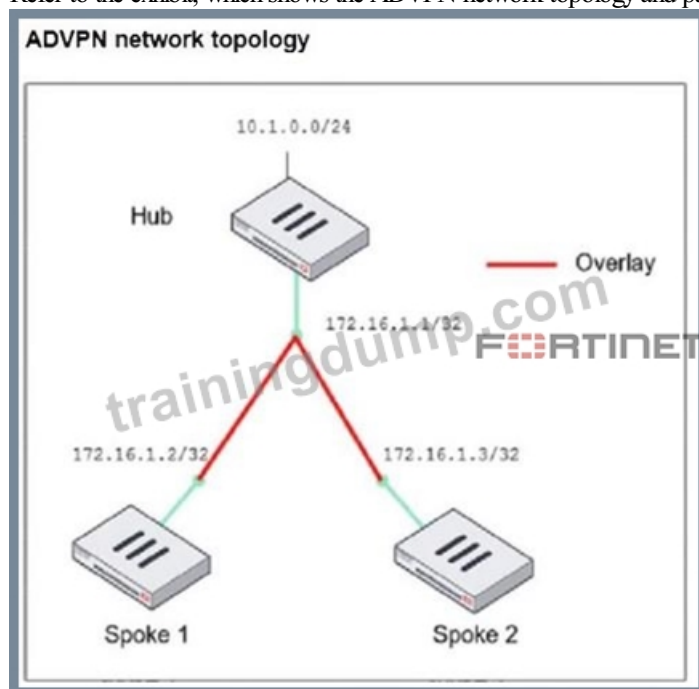 ADVPN network topology
10.1.0.0/24
Hub
Overlay
172.16.1.1/32
trainingdump.com
FORTINET
172.16.1.2/32
172.16.1.3/32
Spoke 1
Spoke 2